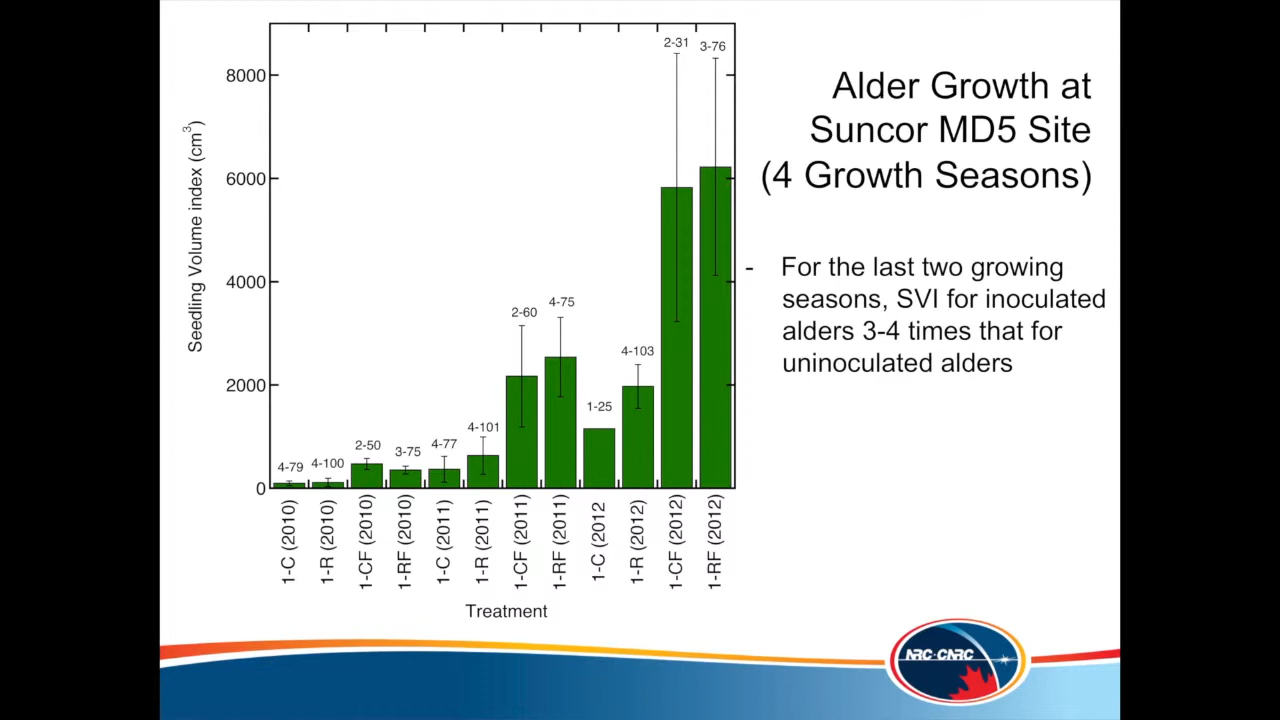 Alder Growth at
Suncor MD5 Site
(4 Growth Seasons)
- For the last two growing
seasons, SVI for inoculated
alders 3-4 times that for
uninoculated alders
Seedling Volume index (cm³)
8000
6000
4000
2000
0
4-79
4-100
2-50
3-75
4-77
4-101
2-60
4-75
1-25
4-103
2-31
3-76
1-C (2010)
1-R (2010)
1-CF (2010)
1-RF (2010)
1-C (2011)
1-R (2011)
1-CF (2011)
1-RF (2011)
1-C (2012
1-R (2012)
1-CF (2012)
1-RF (2012)
Treatment
NRC·CNRC